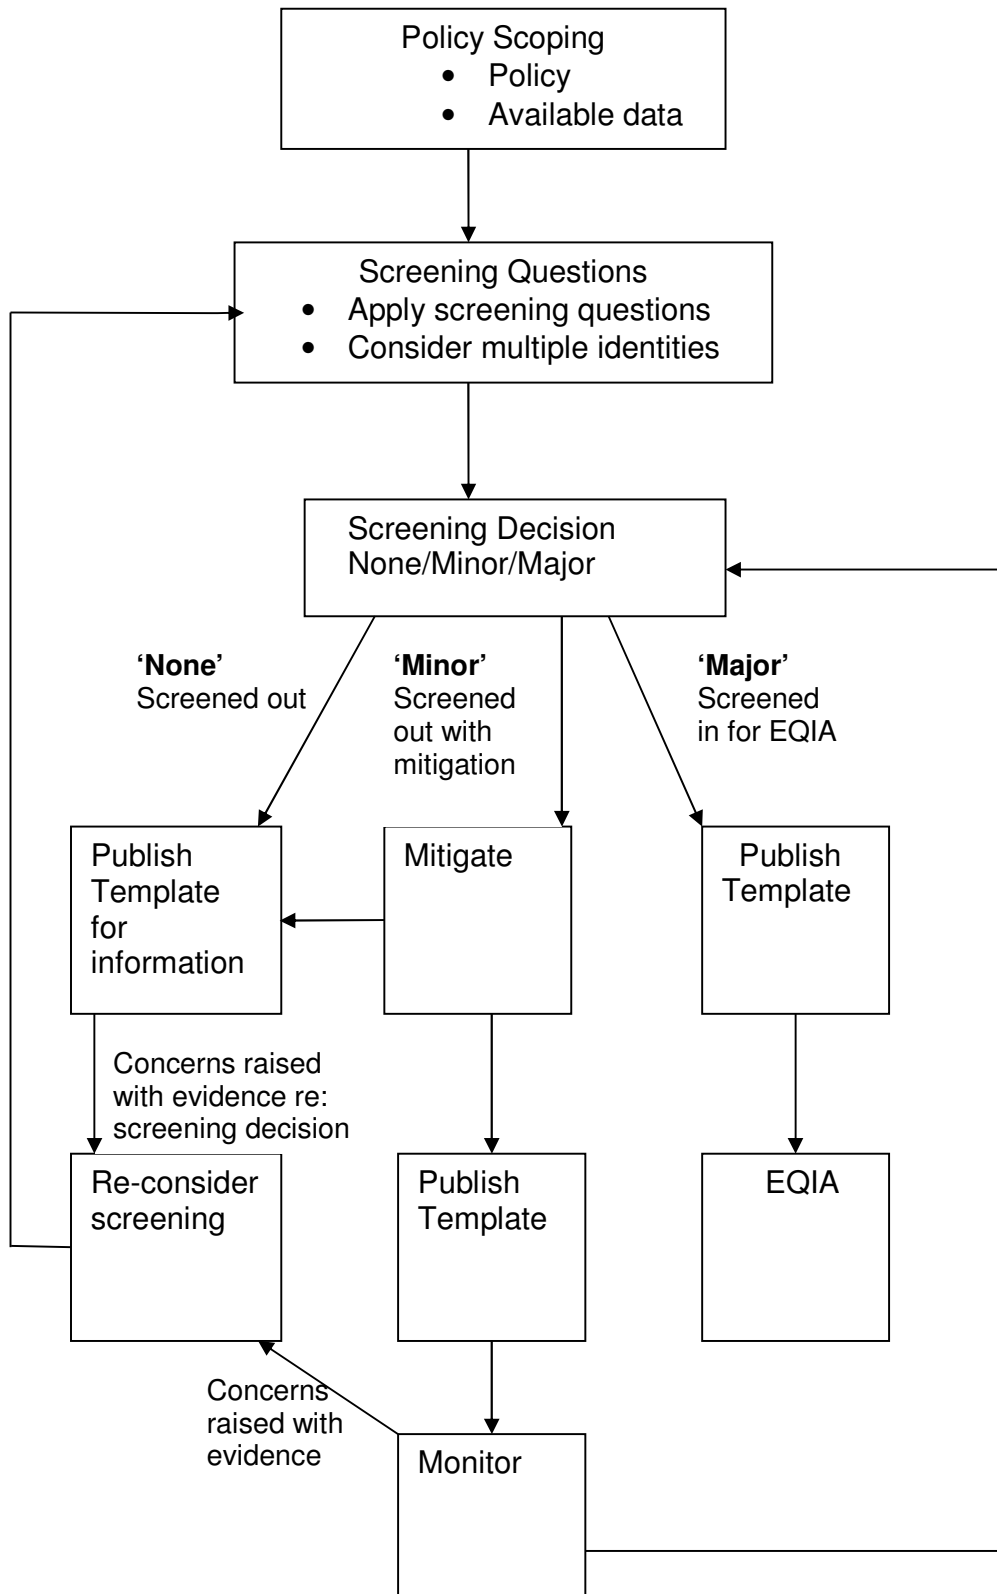 Policy Scoping
• Policy
• Available data
Screening Questions
• Apply screening questions
• Consider multiple identities
Screening Decision
None/Minor/Major
‘None’
Screened out
‘Minor’
Screened
out with
mitigation
‘Major’
Screened
in for EQIA
Publish
Template
for
information
Mitigate
Publish
Template
Concerns raised
with evidence re:
screening decision
Re-consider
screening
Publish
Template
EQIA
Concerns
raised with
evidence
Monitor